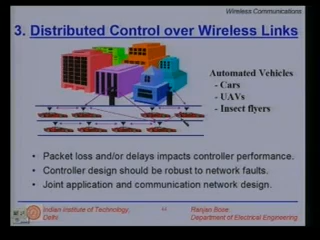 Wireless Communications
3. Distributed Control over Wireless Links
Automated Vehicles
- Cars
- UAVs
- Insect flyers
• Packet loss and/or delays impacts controller performance.
• Controller design should be robust to network faults.
• Joint application and communication network design.
Indian Institute of Technology,
Delhi
Ranjan Bose
Department of Electrical Engineering